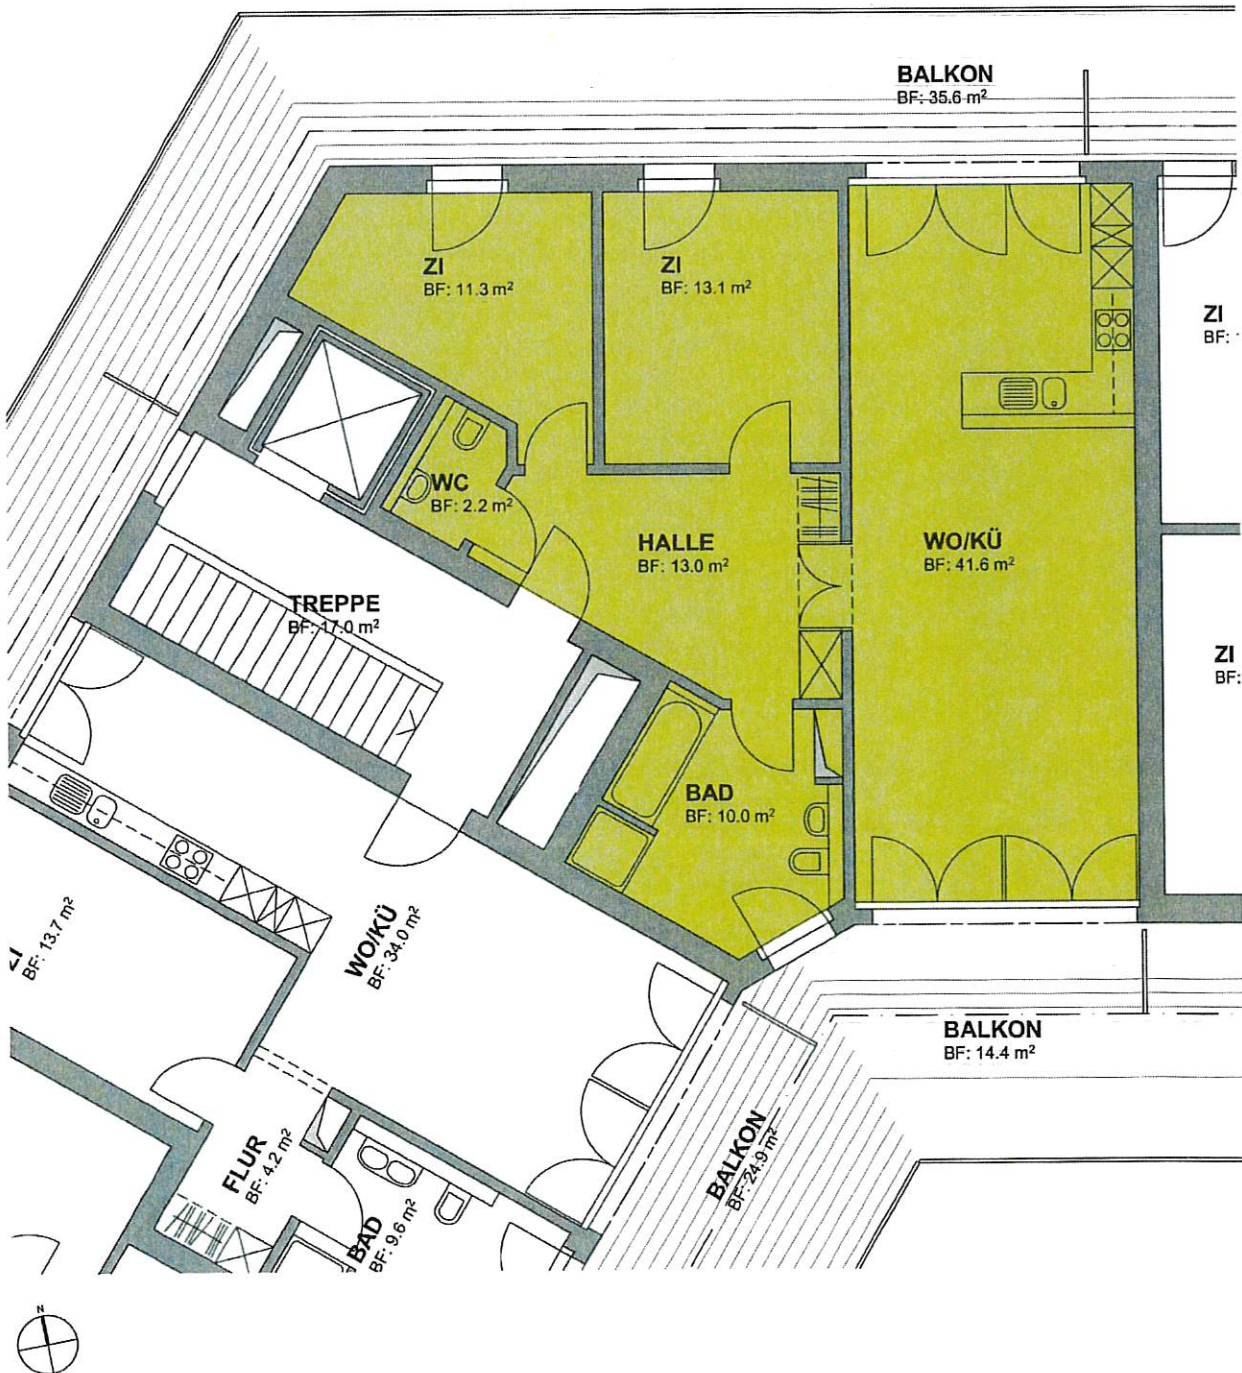 BALKON
BF: 35.6 m²
ZI
BF: 11.3 m²
ZI
BF: 13.1 m²
ZI
BF:
WC
BF: 2.2 m²
HALLE
BF: 13.0 m²
WO/KÜ
BF: 41.6 m²
TREPPE
BF: 17.0 m²
ZI
BF:
BAD
BF: 10.0 m²
ZI
BF: 13.7 m²
WO/KÜ
BF: 34.0 m²
BALKON
BF: 14.4 m²
FLUR
BF: 4.2 m²
BALKON
BF: 24.9 m²
BAD
BF: 9.6 m²
N